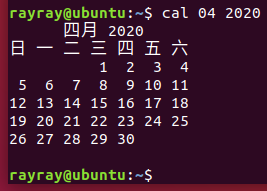 rayray@ubuntu:~$ cal 04 2020
      四月 2020
日 一 二 三 四 五 六
          1  2  3  4
 5  6  7  8  9 10 11
12 13 14 15 16 17 18
19 20 21 22 23 24 25
26 27 28 29 30
rayray@ubuntu:~$